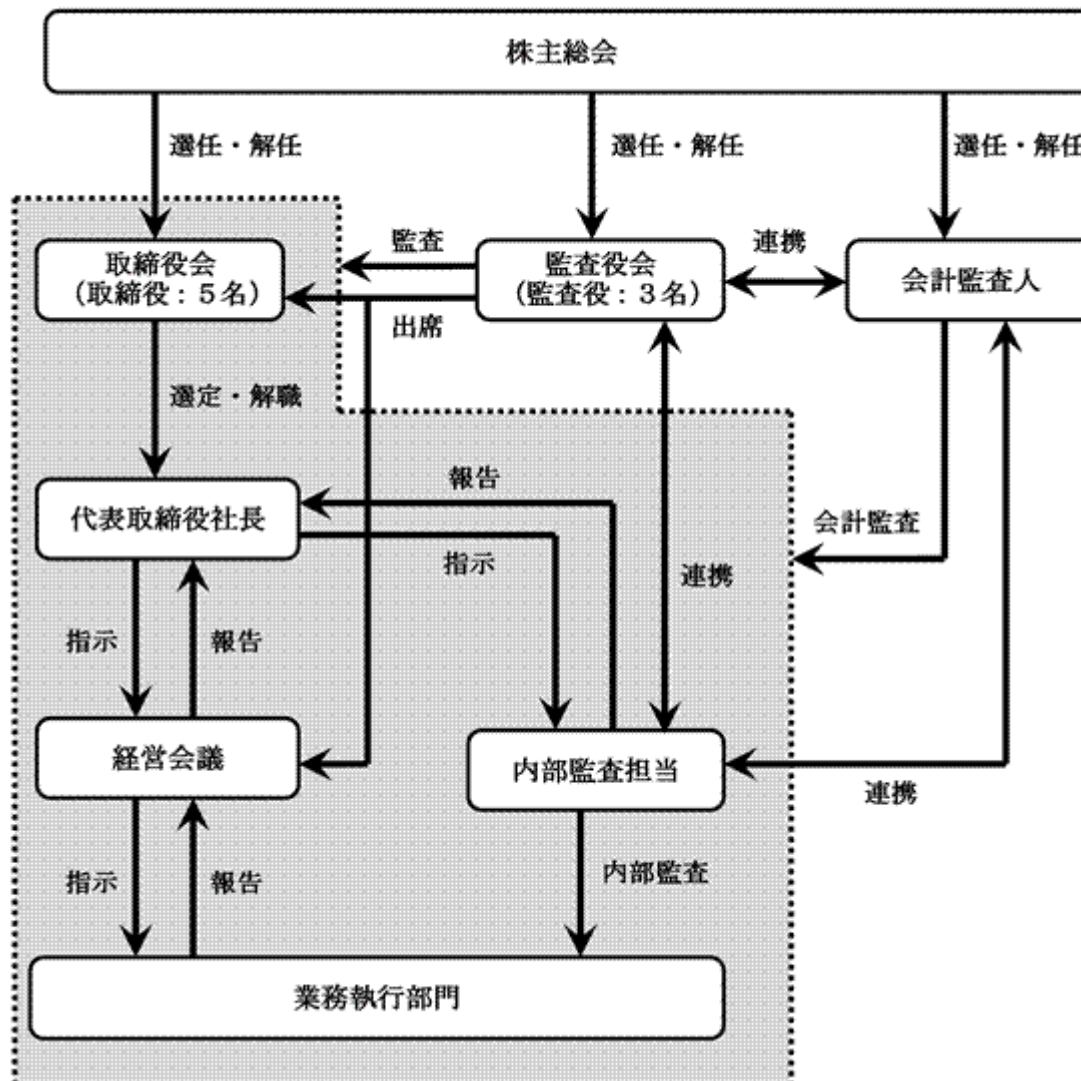 株主総会
選任・解任
選任・解任
選任・解任
取締役会
（取締役：５名）
監査
出席
監査役会
（監査役：３名）
連携
会計監査人
選定・解職
代表取締役社長
報告
指示
連携
会計監査
指示
報告
経営会議
内部監査担当
連携
指示
報告
内部監査
業務執行部門